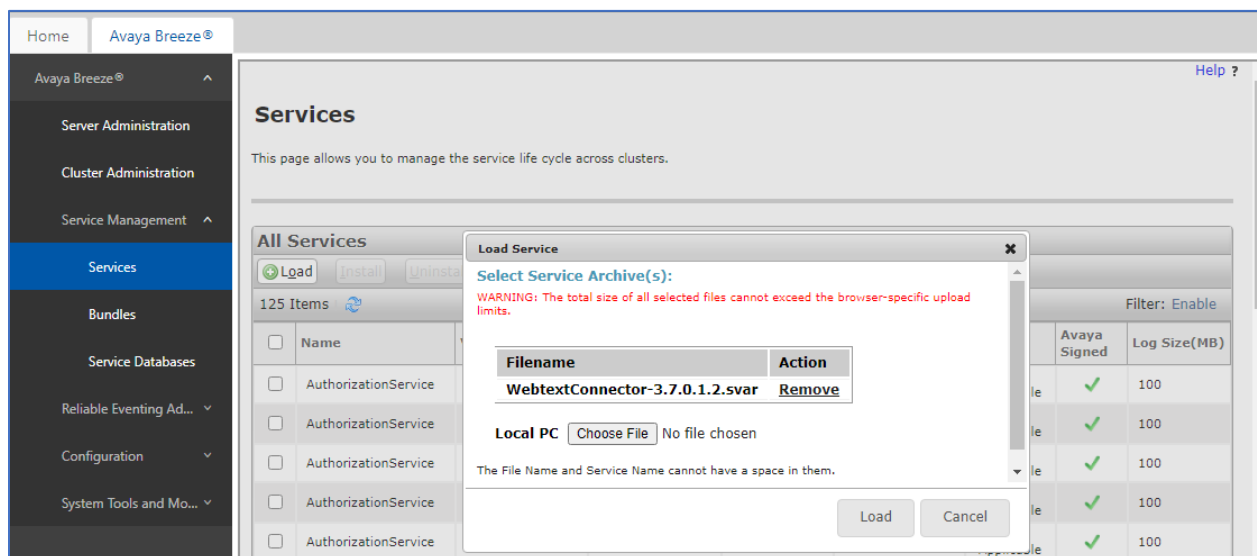 Home
Avaya Breeze®
Avaya Breeze®
Server Administration
Cluster Administration
Service Management
Services
Bundles
Service Databases
Reliable Eventing Ad...
Configuration
System Tools and Mo...
Help ?
Services
This page allows you to manage the service life cycle across clusters.
All Services
Load Install Uninsta
125 Items
Filter: Enable
Name
Avaya Signed
Log Size(MB)
AuthorizationService
le
100
AuthorizationService
le
100
AuthorizationService
le
100
AuthorizationService
le
100
AuthorizationService
100
Load Service
Select Service Archive(s):
WARNING: The total size of all selected files cannot exceed the browser-specific upload
limits.
Filename Action
WebtextConnector-3.7.0.1.2.svar Remove
Local PC Choose File No file chosen
The File Name and Service Name cannot have a space in them.
Load Cancel